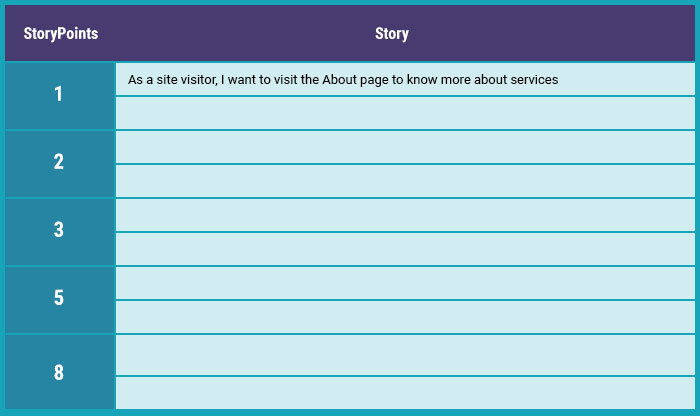 StoryPoints Story
1 As a site visitor, I want to visit the About page to know more about services
2
3
5
8